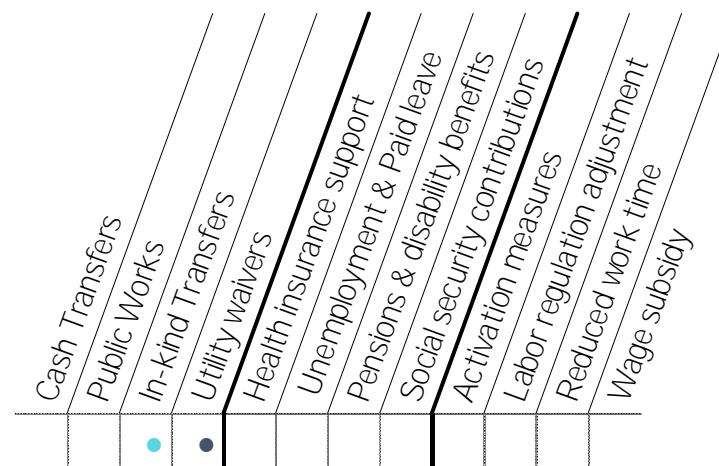 Cash Transfers
Public Works
In-kind Transfers
Utility waivers
Health insurance support
Unemployment & Paid leave
Pensions & disability benefits
Social security contributions
Activation measures
Labor regulation adjustment
Reduced work time
Wage subsidy